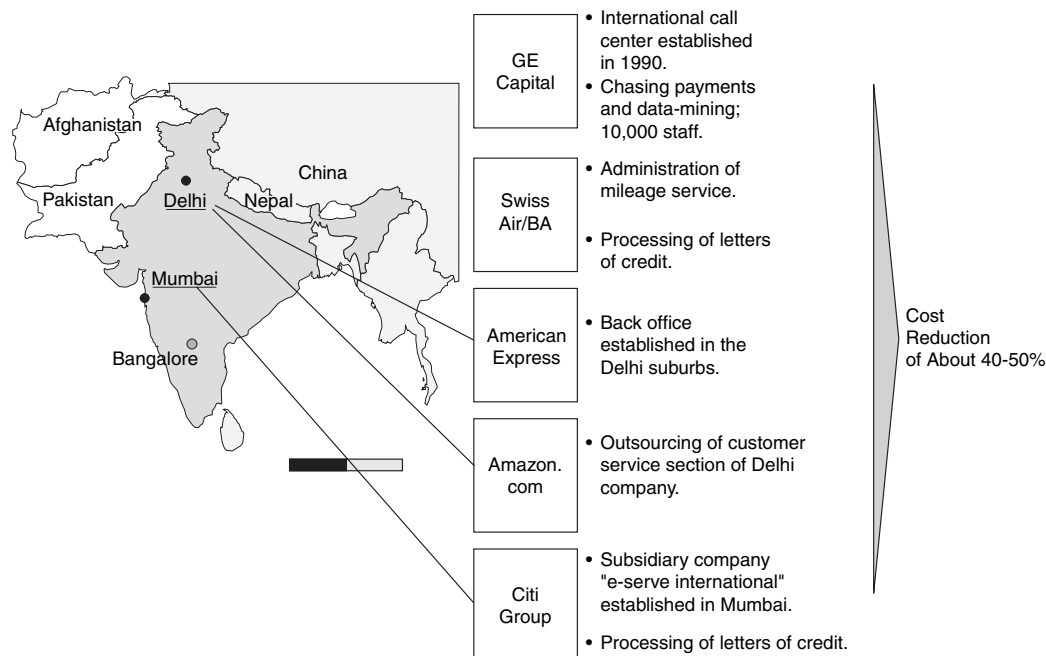 Afghanistan
Pakistan
China
Nepal
Delhi
Mumbai
Bangalore
GE
Capital
• International call
center established
in 1990.
• Chasing payments
and data-mining;
10,000 staff.
Swiss
Air/BA
• Administration of
mileage service.
• Processing of letters
of credit.
American
Express
• Back office
established in the
Delhi suburbs.
Amazon.
com
• Outsourcing of customer
service section of Delhi
company.
Citi
Group
• Subsidiary company
"e-serve international"
established in Mumbai.
• Processing of letters of credit.
Cost
Reduction
of About 40-50%